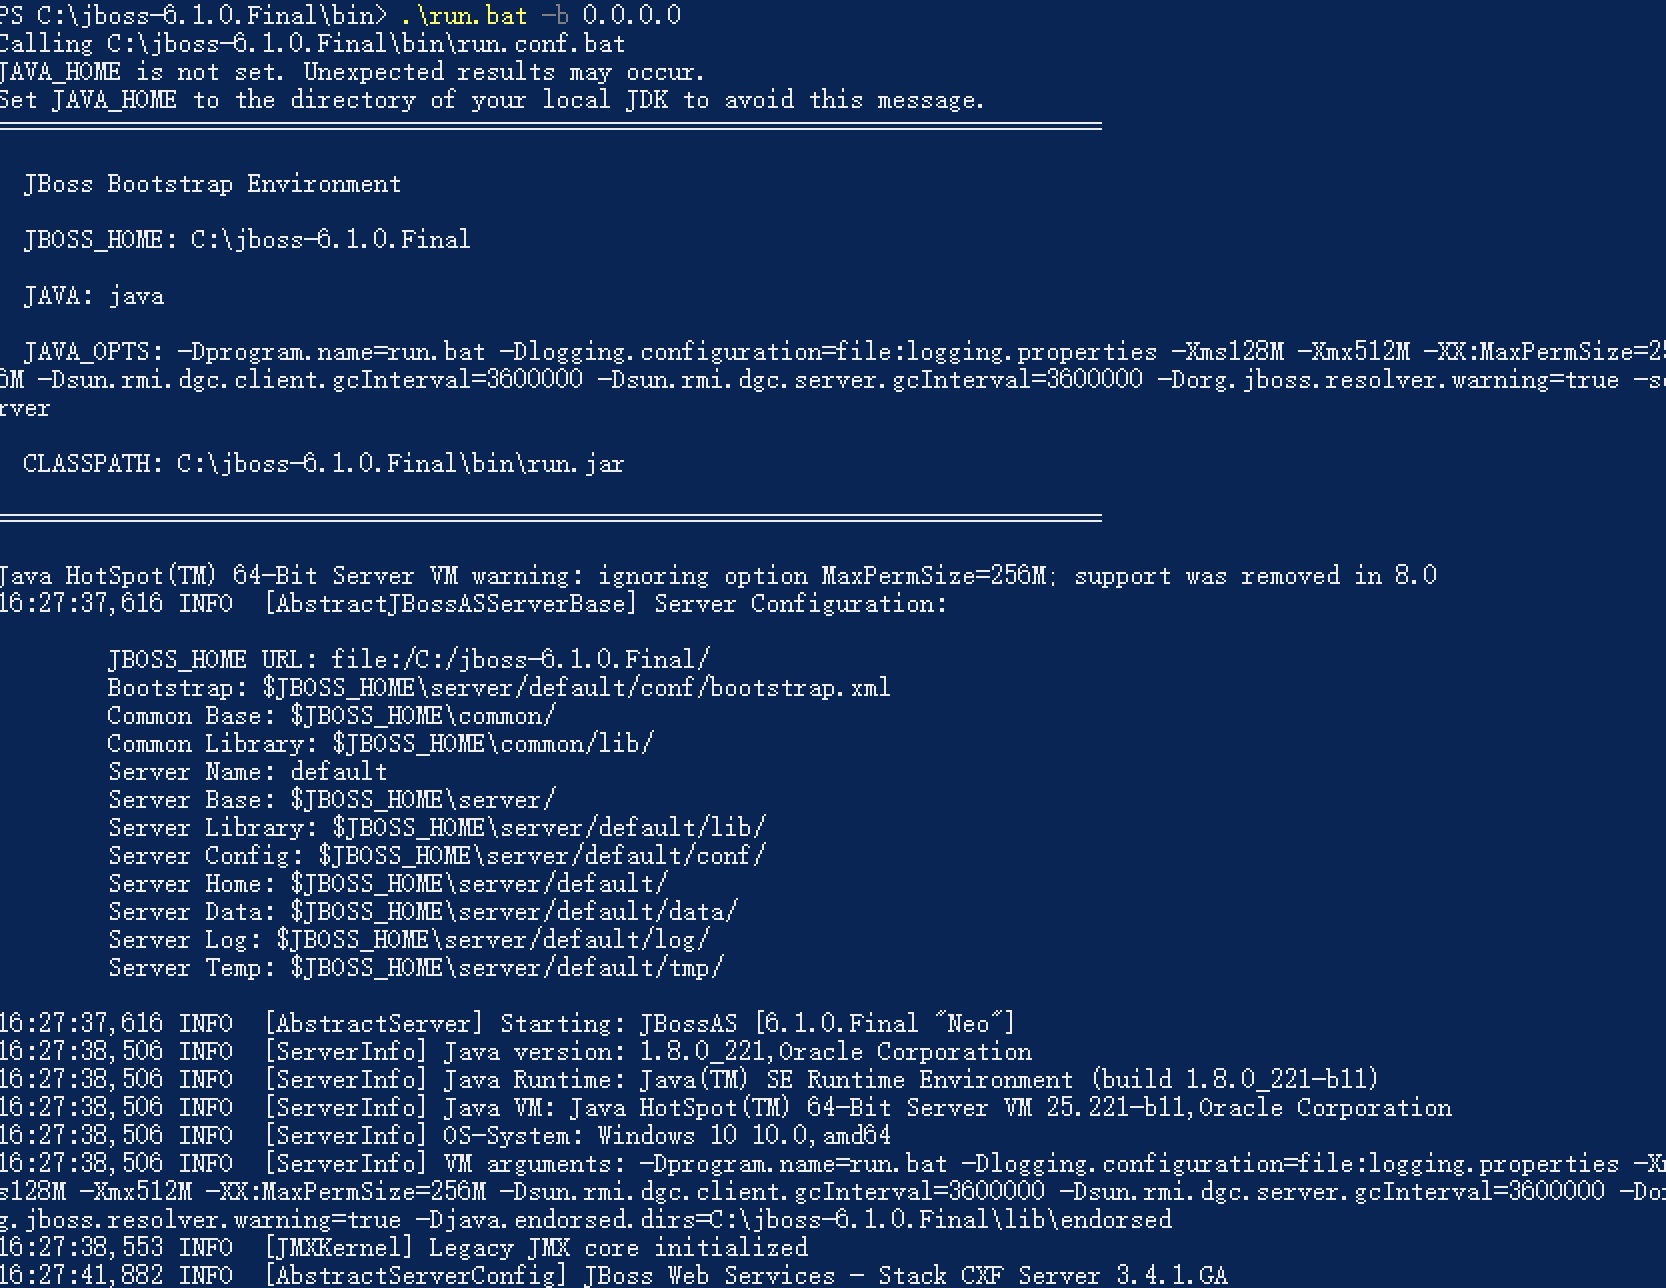 PS C:\jboss-6.1.0.Final\bin> .\run.bat -b 0.0.0.0
Calling C:\jboss-6.1.0.Final\bin\run.conf.bat
JAVA_HOME is not set. Unexpected results may occur.
Set JAVA_HOME to the directory of your local JDK to avoid this message.
===============================================================================
JBoss Bootstrap Environment
JBOSS_HOME: C:\jboss-6.1.0.Final
JAVA: java
JAVA_OPTS: -Dprogram.name=run.bat -Dlogging.configuration=file:logging.properties -Xms128M -Xmx512M -XX:MaxPermSize=25
6M -Dsun.rmi.dgc.client.gcInterval=3600000 -Dsun.rmi.dgc.server.gcInterval=3600000 -Dorg.jboss.resolver.warning=true -se
rver
CLASSPATH: C:\jboss-6.1.0.Final\bin\run.jar
===============================================================================
Java HotSpot(TM) 64-Bit Server VM warning: ignoring option MaxPermSize=256M; support was removed in 8.0
16:27:37,616 INFO  [AbstractJBossASServerBase] Server Configuration:
JBOSS_HOME URL: file:/C:/jboss-6.1.0.Final/
Bootstrap: $JBOSS_HOME\server/default/conf/bootstrap.xml
Common Base: $JBOSS_HOME\common/
Common Library: $JBOSS_HOME\common/lib/
Server Name: default
Server Base: $JBOSS_HOME\server/
Server Library: $JBOSS_HOME\server/default/lib/
Server Config: $JBOSS_HOME\server/default/conf/
Server Home: $JBOSS_HOME\server/default/
Server Data: $JBOSS_HOME\server/default/data/
Server Log: $JBOSS_HOME\server/default/log/
Server Temp: $JBOSS_HOME\server/default/tmp/
16:27:37,616 INFO  [AbstractServer] Starting: JBossAS [6.1.0.Final "Neo"]
16:27:38,506 INFO  [ServerInfo] Java version: 1.8.0_221,Oracle Corporation
16:27:38,506 INFO  [ServerInfo] Java Runtime: Java(TM) SE Runtime Environment (build 1.8.0_221-b11)
16:27:38,506 INFO  [ServerInfo] Java VM: Java HotSpot(TM) 64-Bit Server VM 25.221-b11,Oracle Corporation
16:27:38,506 INFO  [ServerInfo] OS-System: Windows 10 10.0,amd64
16:27:38,506 INFO  [ServerInfo] VM arguments: -Dprogram.name=run.bat -Dlogging.configuration=file:logging.properties -Xm
s128M -Xmx512M -XX:MaxPermSize=256M -Dsun.rmi.dgc.client.gcInterval=3600000 -Dsun.rmi.dgc.server.gcInterval=3600000 -Dor
g.jboss.resolver.warning=true -Djava.endorsed.dirs=C:\jboss-6.1.0.Final\lib\endorsed
16:27:38,553 INFO  [JMXKernel] Legacy JMX core initialized
16:27:41,882 INFO  [AbstractServerConfig] JBoss Web Services - Stack CXF Server 3.4.1.GA